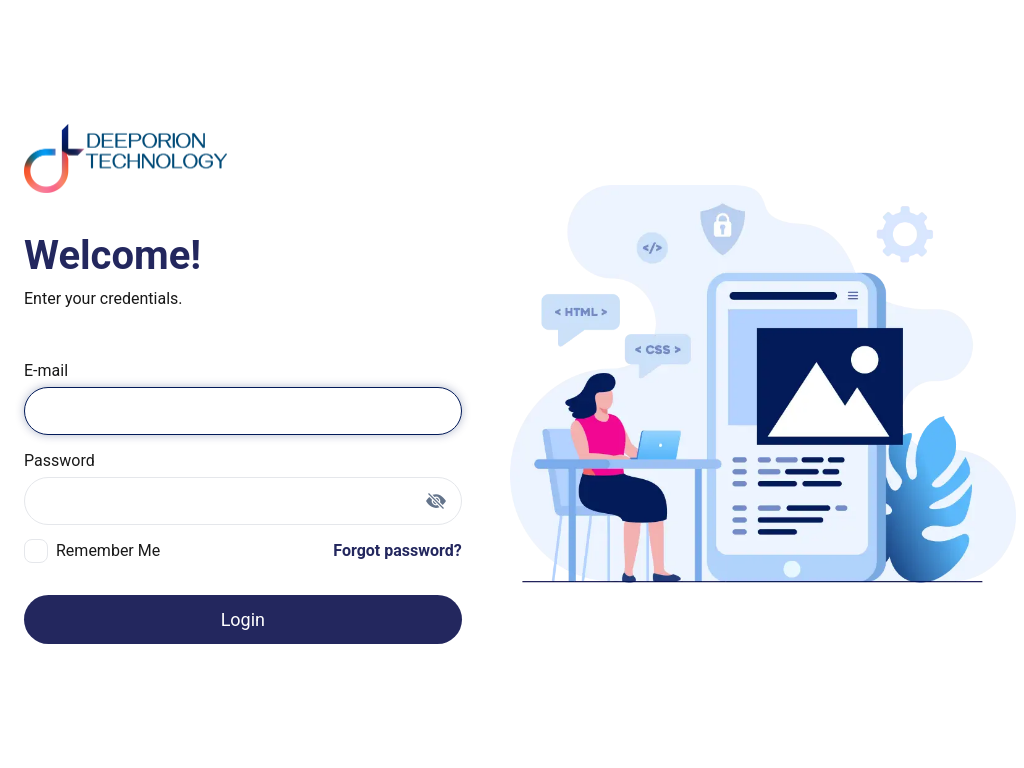 DEEPORION
TECHNOLOGY
Welcome!
Enter your credentials.
E-mail
Password
Remember Me
Forgot password?
Login
</>
< HTML >
< CSS >